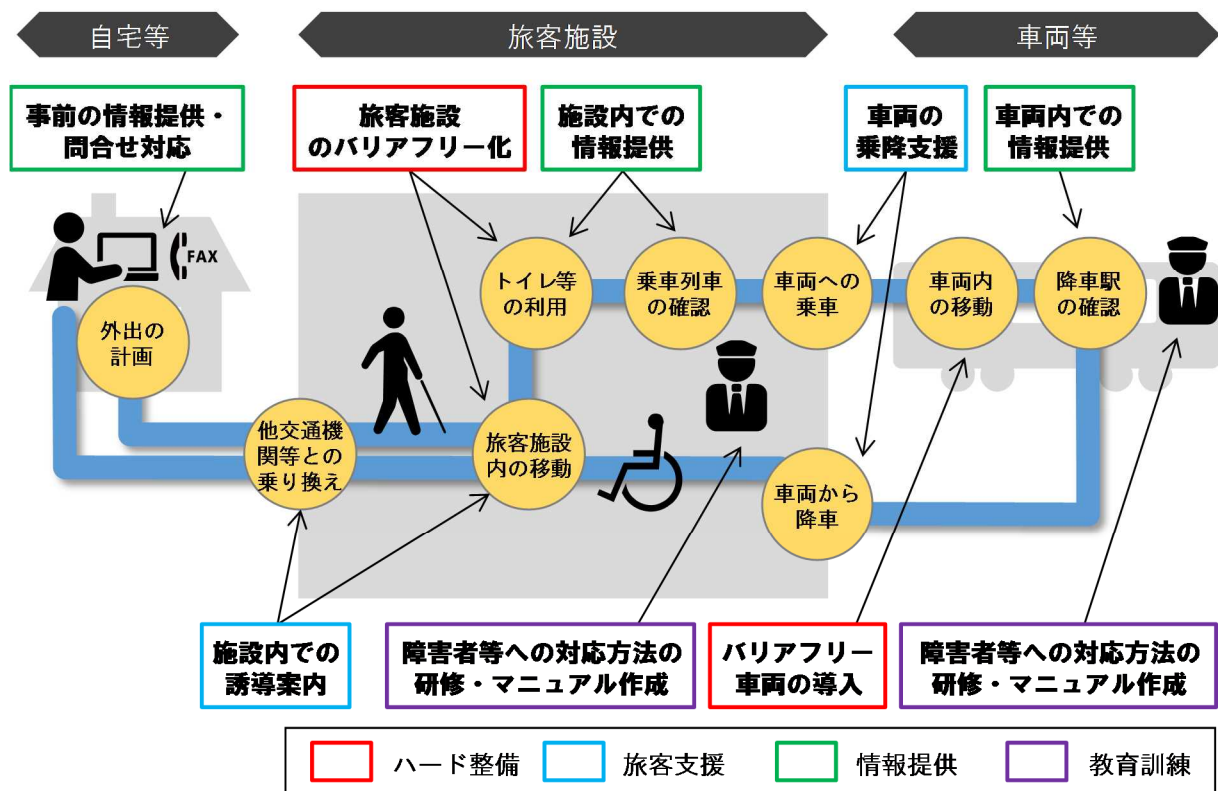 自宅等
旅客施設
車両等
事前の情報提供・
問合せ対応
旅客施設
のバリアフリー化
施設内での
情報提供
車両の
乗降支援
車両内での
情報提供
FAX
外出の
計画
トイレ等
の利用
乗車列車
の確認
車両への
乗車
車両内
の移動
降車駅
の確認
他交通機
関等との
乗り換え
旅客施設
内の移動
車両から
降車
施設内での
誘導案内
障害者等への対応方法の
研修・マニュアル作成
バリアフリー
車両の導入
障害者等への対応方法の
研修・マニュアル作成
ハード整備
旅客支援
情報提供
教育訓練